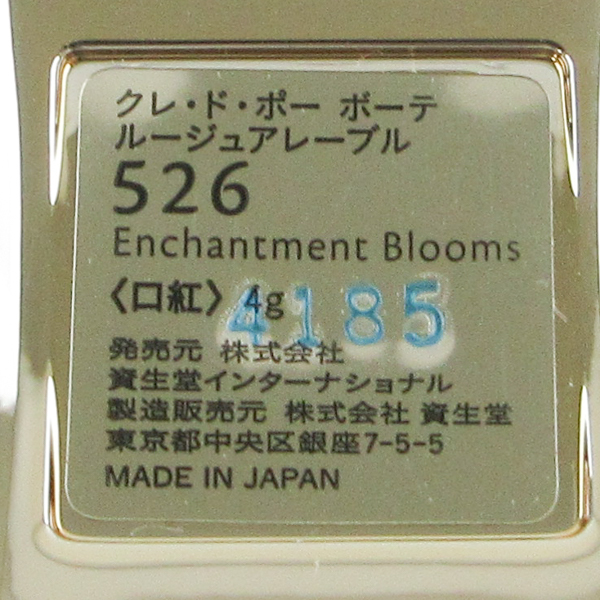 クレ・ド・ポー ボーテ
ルージュアレーブル
526
Enchantment Blooms
〈口紅〉 4g
4185
発売元 株式会社
資生堂インターナショナル
製造販売元 株式会社 資生堂
東京都中央区銀座7-5-5
MADE IN JAPAN